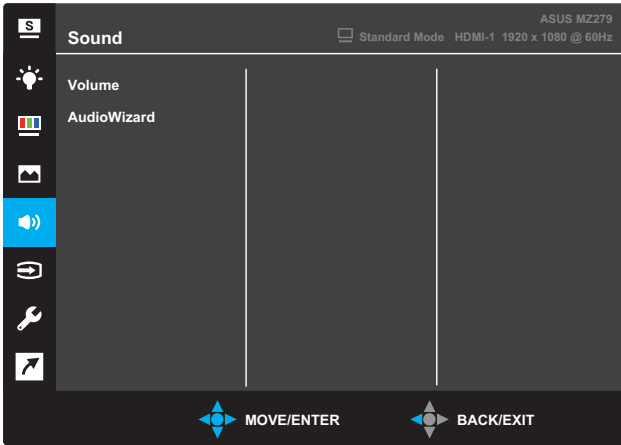 S
ASUS MZ279
Sound
Standard Mode HDMI-1 1920 x 1080 @ 60Hz
Volume
AudioWizard
MOVE/ENTER
BACK/EXIT